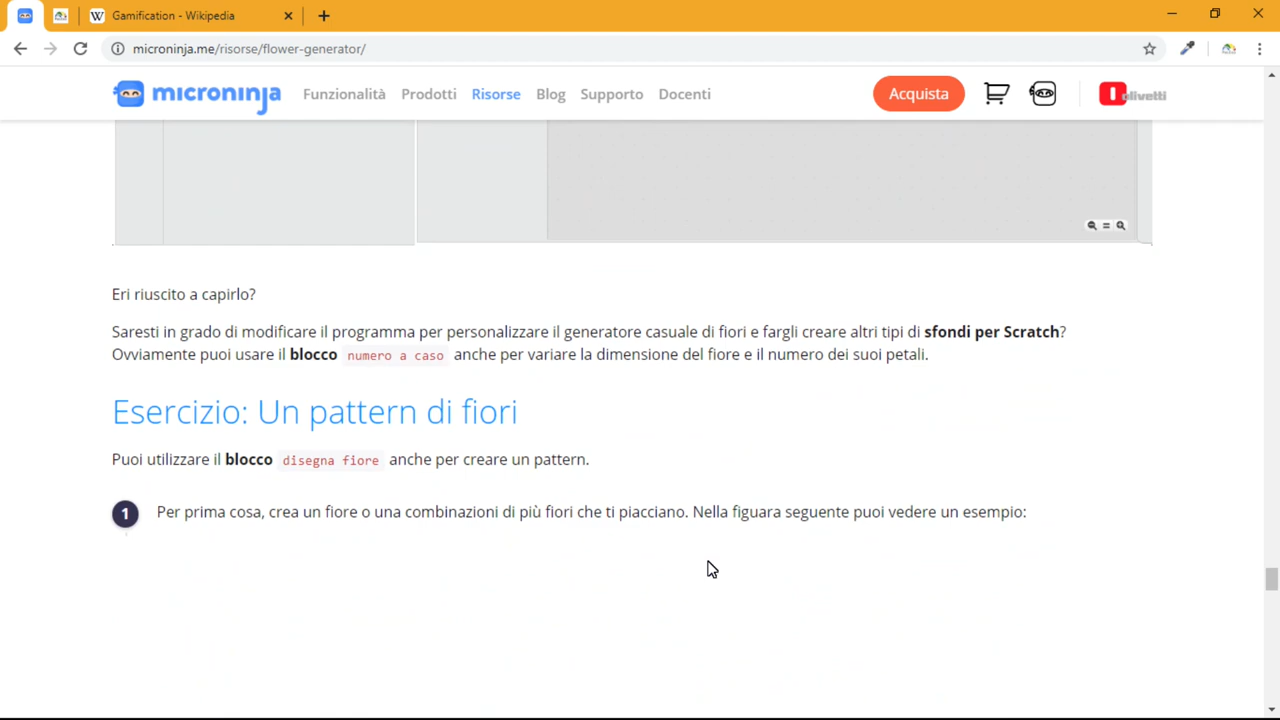 Gamification - Wikipedia
microninja.me/risorse/flower-generator/
microninja Funzionalità Prodotti Risorse Blog Supporto Docenti Acquista olivetti
Eri riuscito a capirlo?
Saresti in grado di modificare il programma per personalizzare il generatore casuale di fiori e fargli creare altri tipi di sfondi per Scratch?
Ovviamente puoi usare il blocco numero a caso anche per variare la dimensione del fiore e il numero dei suoi petali.
Esercizio: Un pattern di fiori
Puoi utilizzare il blocco disegna fiore anche per creare un pattern.
1 Per prima cosa, crea un fiore o una combinazioni di più fiori che ti piacciano. Nella figuara seguente puoi vedere un esempio: